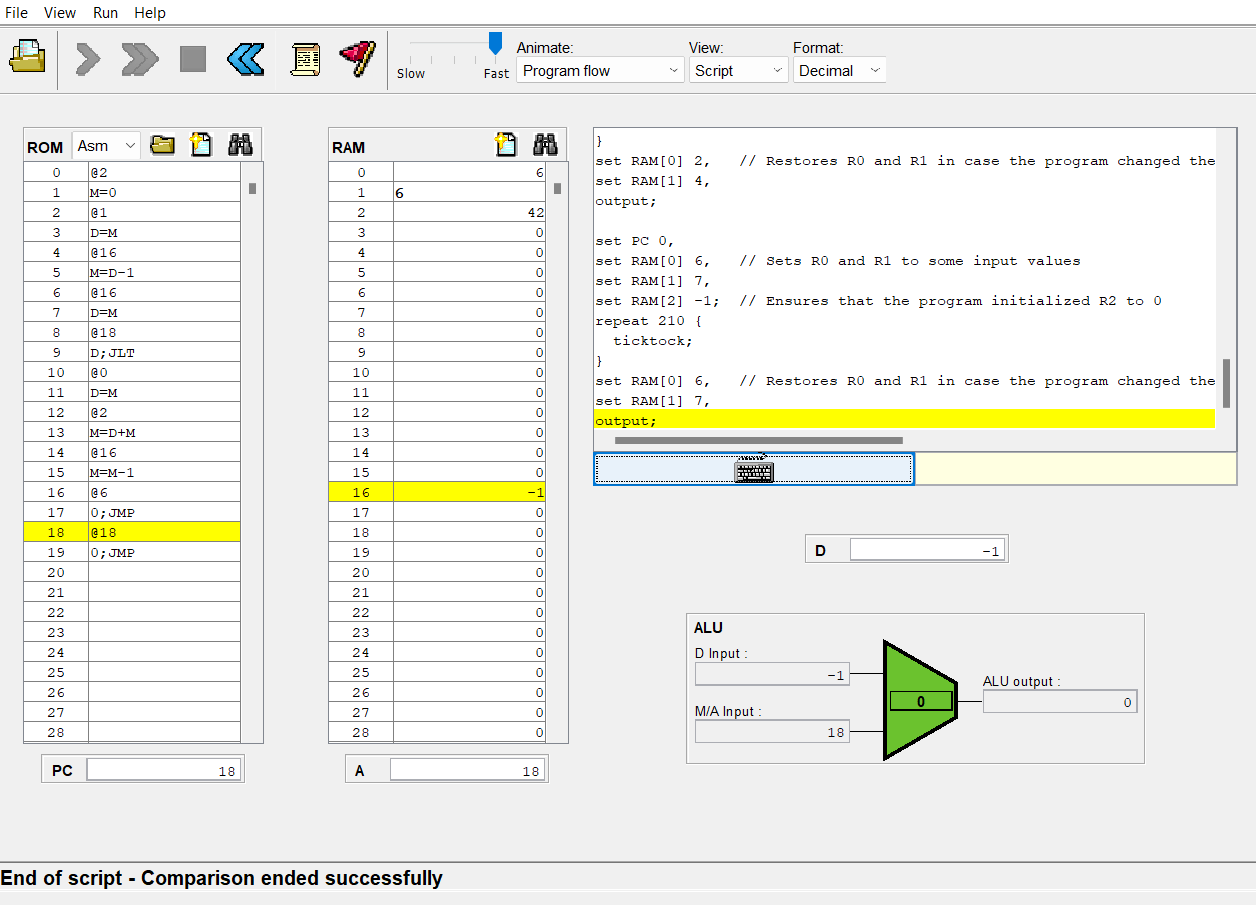 File View Run Help
Slow Fast
Animate:
Program flow
View:
Script
Format:
Decimal
ROM Asm
0 @2
1 M=0
2 @1
3 D=M
4 @16
5 M=D-1
6 @16
7 D=M
8 @18
9 D;JLT
10 @0
11 D=M
12 @2
13 M=D+M
14 @16
15 M=M-1
16 @6
17 0;JMP
18 @18
19 0;JMP
20
21
22
23
24
25
26
27
28
PC 18
RAM
0 6
1 6
2 42
3 0
4 0
5 0
6 0
7 0
8 0
9 0
10 0
11 0
12 0
13 0
14 0
15 0
16 -1
17 0
18 0
19 0
20 0
21 0
22 0
23 0
24 0
25 0
26 0
27 0
28 0
A 18
}
set RAM[0] 2, // Restores R0 and R1 in case the program changed the
set RAM[1] 4,
output;
set PC 0,
set RAM[0] 6, // Sets R0 and R1 to some input values
set RAM[1] 7,
set RAM[2] -1; // Ensures that the program initialized R2 to 0
repeat 210 {
ticktock;
}
set RAM[0] 6, // Restores R0 and R1 in case the program changed the
set RAM[1] 7,
output;
D -1
ALU
D Input :
-1
M/A Input :
18
0
ALU output :
0
End of script - Comparison ended successfully